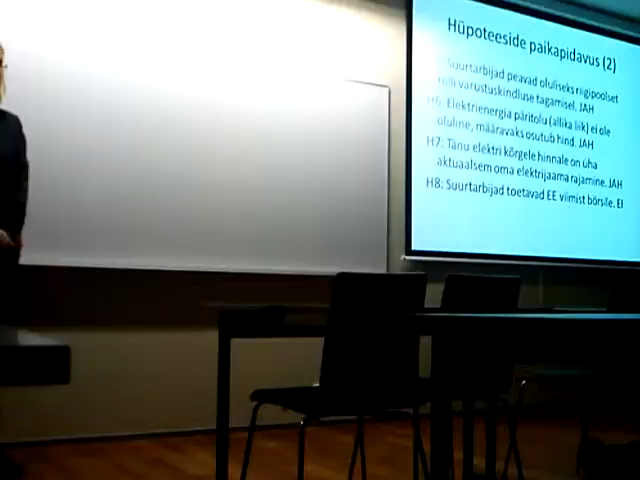 Hüpoteeside paikapidavus (2)
Suurtarbijad peavad oluliseks riigipoolset
rolli varustuskindluse tagamisel. JAH
H6: Elektrienergia päritolu (allika liik) ei ole
oluline, määravaks osutub hind. JAH
H7: Tänu elektri kõrgele hinnale on üha
aktuaalsem oma elektrijaama rajamine. JAH
H8: Suurtarbijad toetavad EE viimist börsile. EI